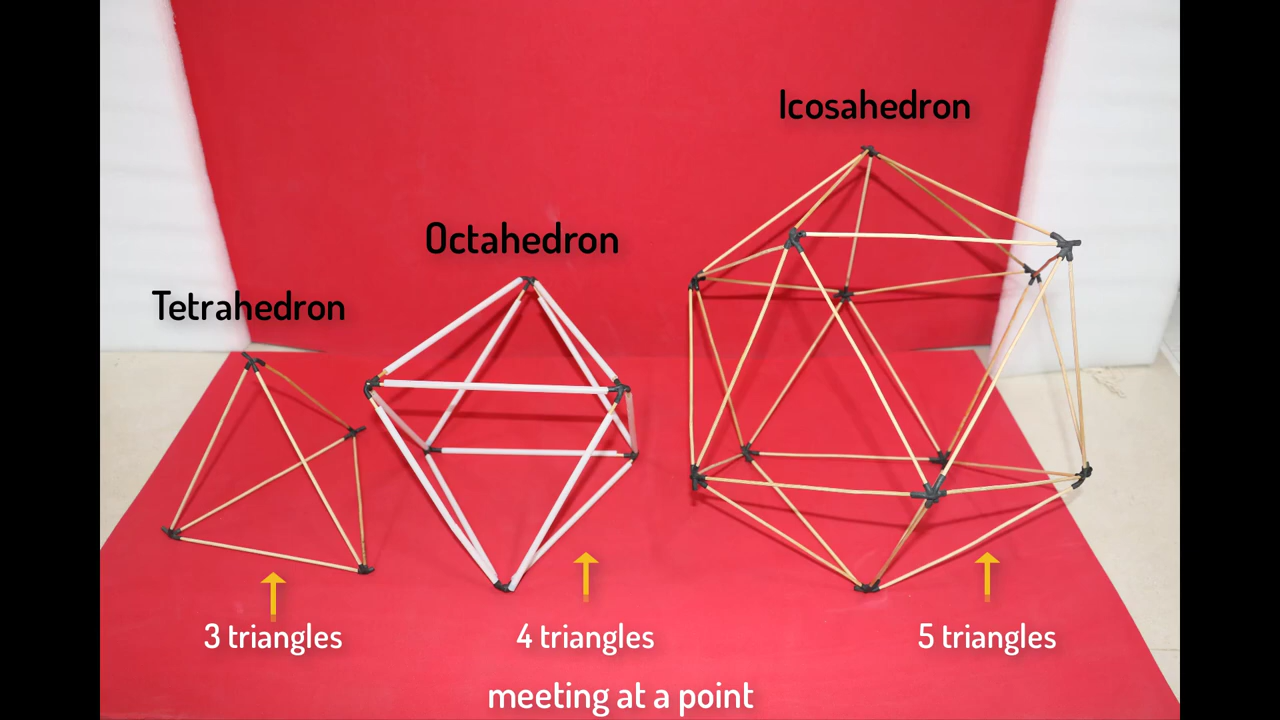 Icosahedron
Octahedron
Tetrahedron
3 triangles
4 triangles
5 triangles
meeting at a point